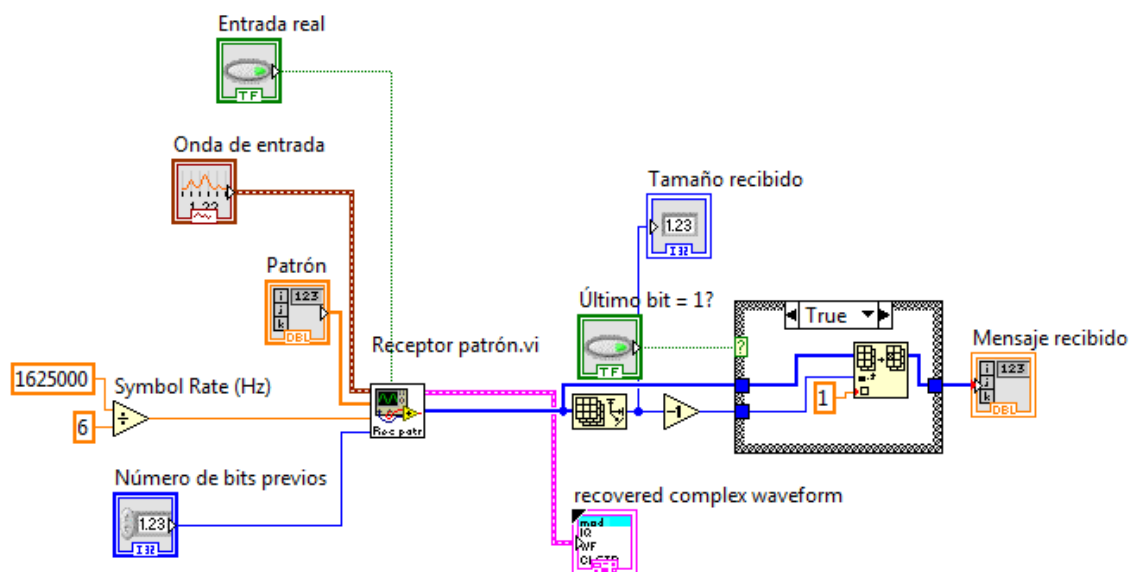 Entrada real
TF
Onda de entrada
1.23
Tamaño recibido
1.23
I32
Patrón
i
j
k
123
DBL
Último bit = 1?
TF
True
?
Mensaje recibido
i
j
k
123
DBL
Receptor patrón.vi
Rec patr
1625000
Symbol Rate (Hz)
6
÷
-1
1
Número de bits previos
1.23
I32
recovered complex waveform
mod
IQ
WF